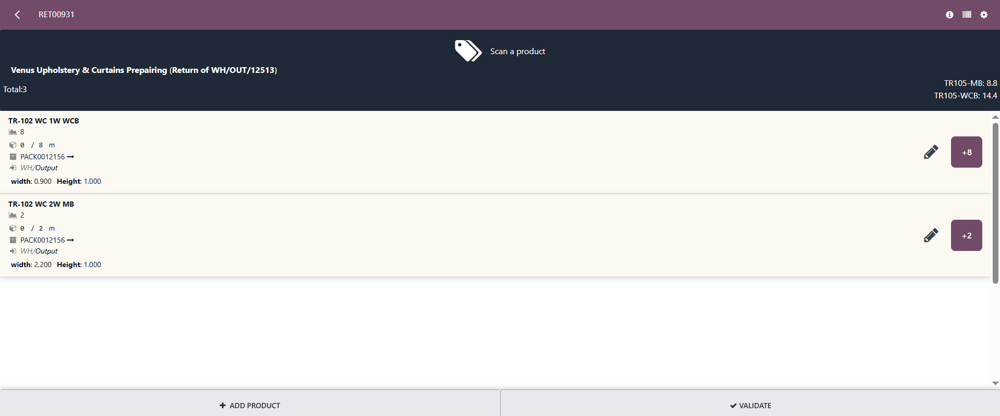 RET00931
Scan a product
Venus Upholstery & Curtains Prepairing (Return of WH/OUT/12513)
Total:3
TR105-MB: 8.8
TR105-WCB: 14.4
TR-102 WC 1W WCB
8
0 / 8 m
PACK0012156
WH/Output
width: 0.900 Height: 1.000
+8
TR-102 WC 2W MB
2
0 / 2 m
PACK0012156
WH/Output
width: 2.200 Height: 1.000
+2
ADD PRODUCT
VALIDATE